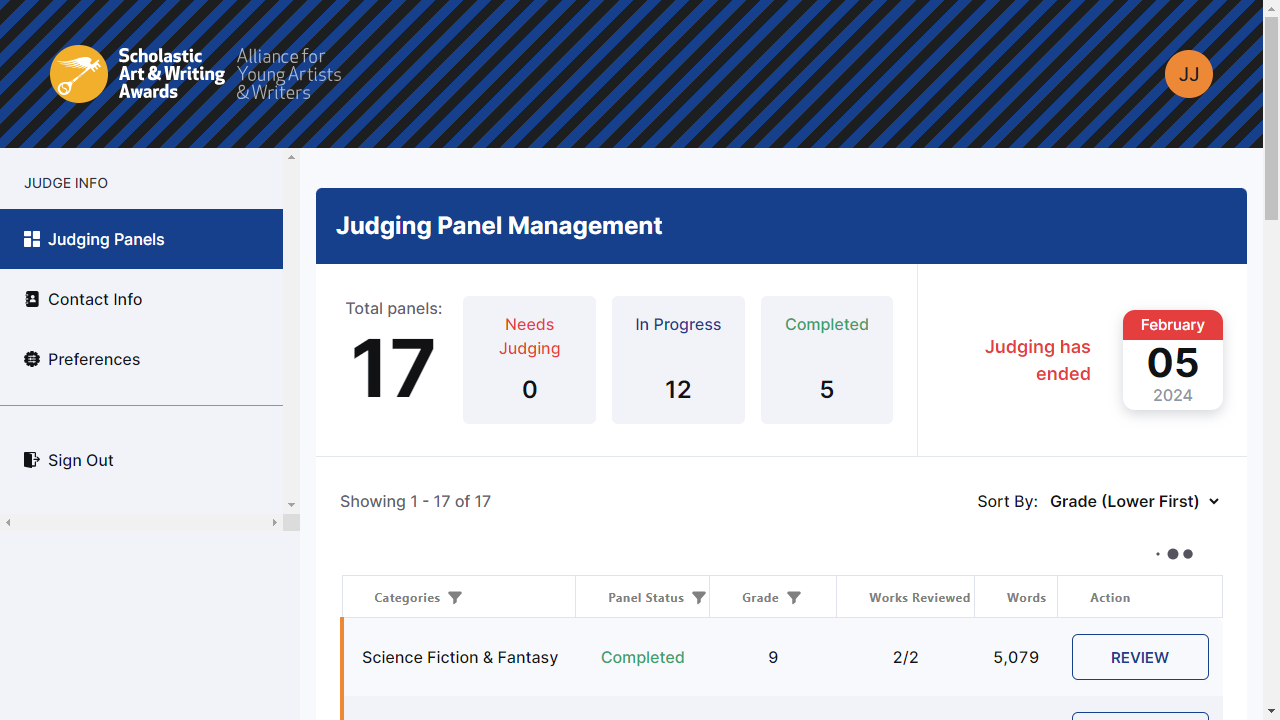 Scholastic
Art & Writing
Awards
Alliance for
Young Artists
& Writers
JJ
JUDGE INFO
Judging Panels
Contact Info
Preferences
Sign Out
Judging Panel Management
Total panels:
17
Needs
Judging
0
In Progress
12
Completed
5
Judging has
ended
February
05
2024
Showing 1 - 17 of 17
Sort By: Grade (Lower First)
Categories Panel Status Grade Works Reviewed Words Action
Science Fiction & Fantasy Completed 9 2/2 5,079 REVIEW